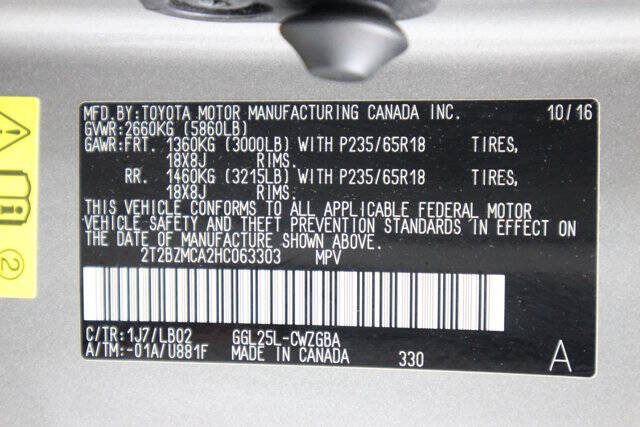 MFD.BY:TOYOTA MOTOR MANUFACTURING CANADA INC. 10/16
GVWR:2660KG (5860LB)
GAWR:FRT. 1360KG (3000LB) WITH P235/65R18 TIRES,
18X8J RIMS.
RR. 1460KG (3215LB) WITH P235/65R18 TIRES,
18X8J RIMS.
THIS VEHICLE CONFORMS TO ALL APPLICABLE FEDERAL MOTOR
VEHICLE SAFETY AND THEFT PREVENTION STANDARDS IN EFFECT ON
THE DATE OF MANUFACTURE SHOWN ABOVE.
2T2BZMCA2HC063303 MPV
C/TR:1J7/LB02 GGL25L-CWZGBA
A/TM:-01A/U881F MADE IN CANADA 330 A
2